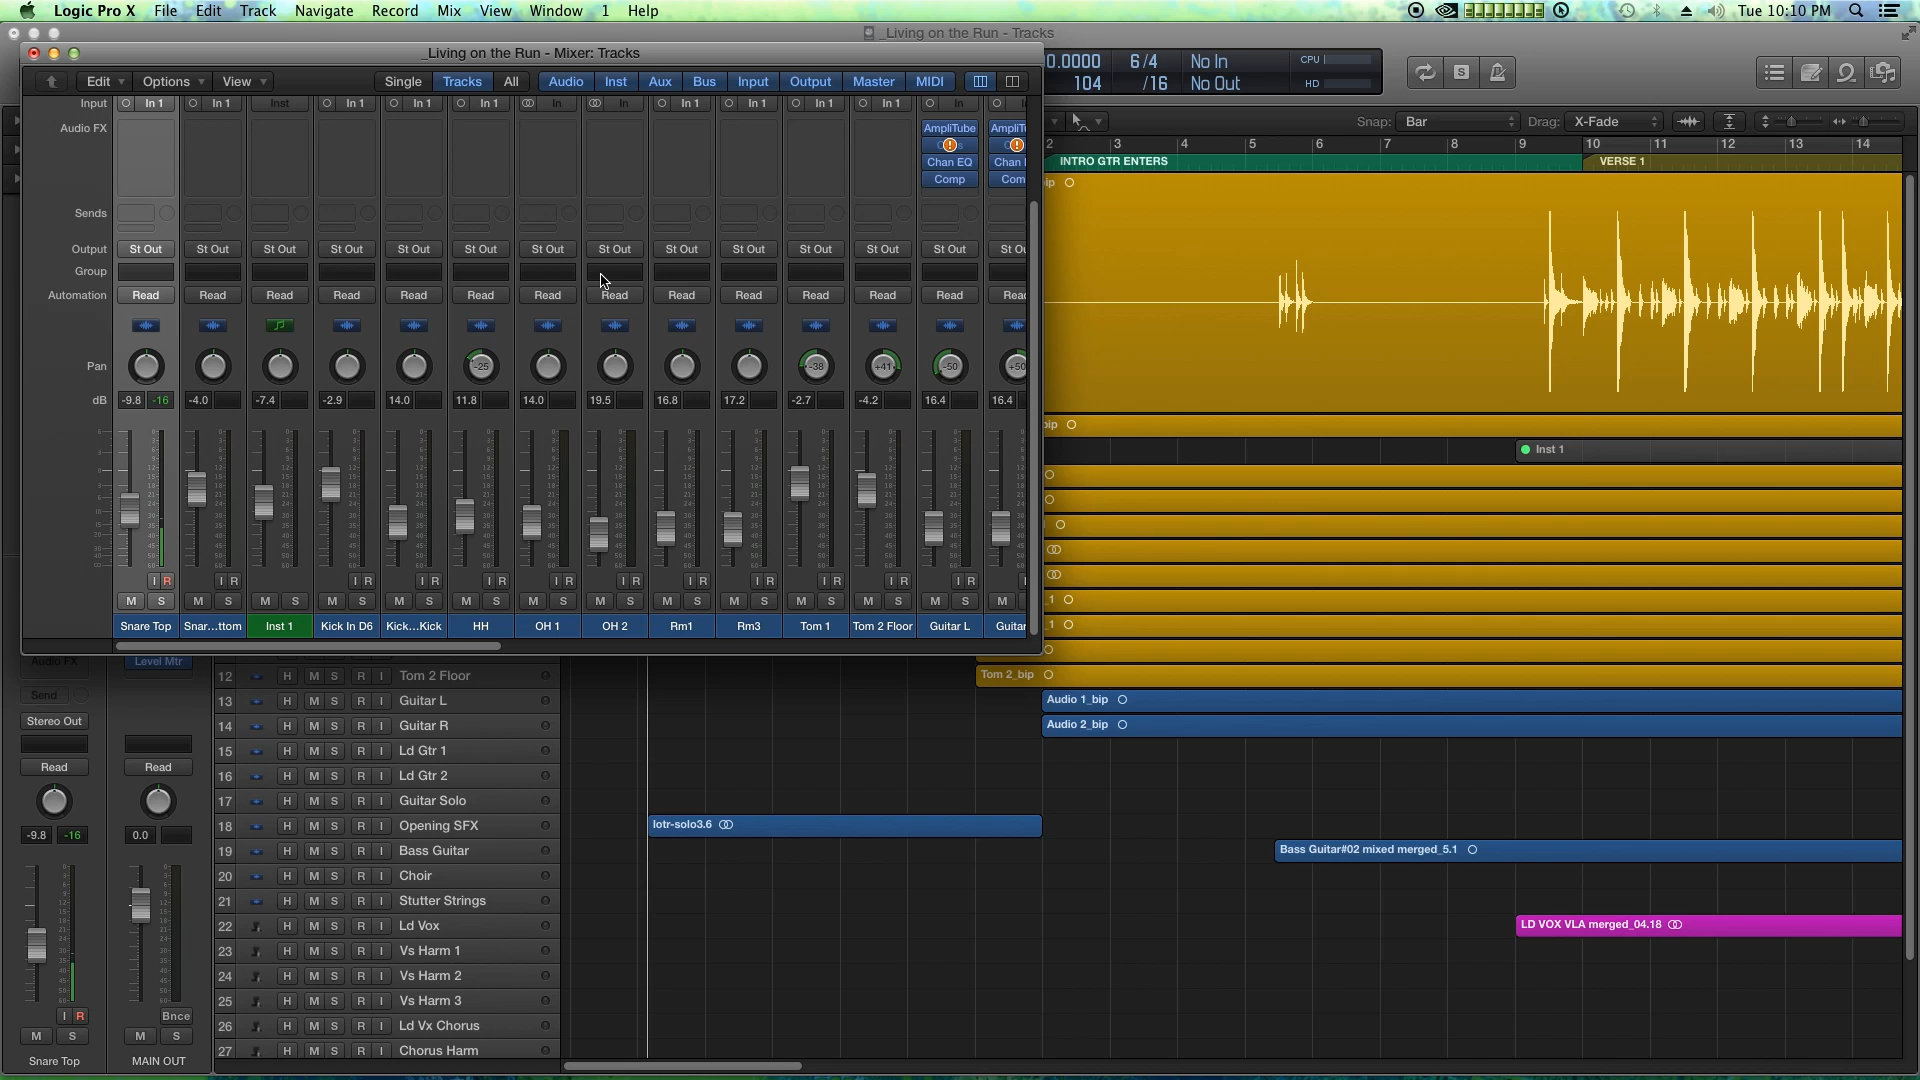 Logic Pro X File Edit Track Navigate Record Mix View Window 1 Help Tue 10:10 PM
_Living on the Run - Tracks
_Living on the Run - Mixer: Tracks
Edit Options View Single Tracks All Audio Inst Aux Bus Input Output Master MIDI
0.0000 6/4 No In CPU
104 /16 No Out HD
Snap: Bar Drag: X-Fade
Input In 1 In 1 Inst In 1 In 1 In 1 In In In 1 In 1 In 1 In 1 In
Audio FX AmpliTube
Chan EQ
Comp
2 3 4 5 6 7 8 9 10 11 12 13 14
INTRO GTR ENTERS VERSE 1
Sends
Output St Out St Out St Out St Out St Out St Out St Out St Out St Out St Out St Out St Out St Out
Group
Automation Read Read Read Read Read Read Read Read Read Read Read Read Read
Pan -25 -38 +41 -50 +50
dB -9.8 -16 -4.0 -7.4 -2.9 14.0 11.8 14.0 19.5 16.8 17.2 -2.7 -4.2 16.4 16.4
I R I R I R I R I R I R I R I R I R I R I R I R
M S M S M S M S M S M S M S M S M S M S M S M S M S M
Snare Top Snar...ttom Inst 1 Kick In D6 Kick...Kick HH OH 1 OH 2 Rm1 Rm3 Tom 1 Tom 2 Floor Guitar L Guitar
Inst 1
Audio FX Level Mtr
Send
Stereo Out
Read Read
-9.8 -16 0.0
I R Bnce
M S M S
Snare Top MAIN OUT
12 H M S R I Tom 2 Floor Tom 2_bip
13 H M S R I Guitar L Audio 1_bip
14 H M S R I Guitar R Audio 2_bip
15 H M S R I Ld Gtr 1
16 H M S R I Ld Gtr 2
17 H M S R I Guitar Solo
18 H M S R I Opening SFX lotr-solo3.6
19 H M S R I Bass Guitar Bass Guitar#02 mixed merged_5.1
20 H M S R I Choir
21 H M S R I Stutter Strings
22 H M S R I Ld Vox LD VOX VLA merged_04.18
23 H M S R I Vs Harm 1
24 H M S R I Vs Harm 2
25 H M S R I Vs Harm 3
26 H M S R I Ld Vx Chorus
27 H M S R I Chorus Harm